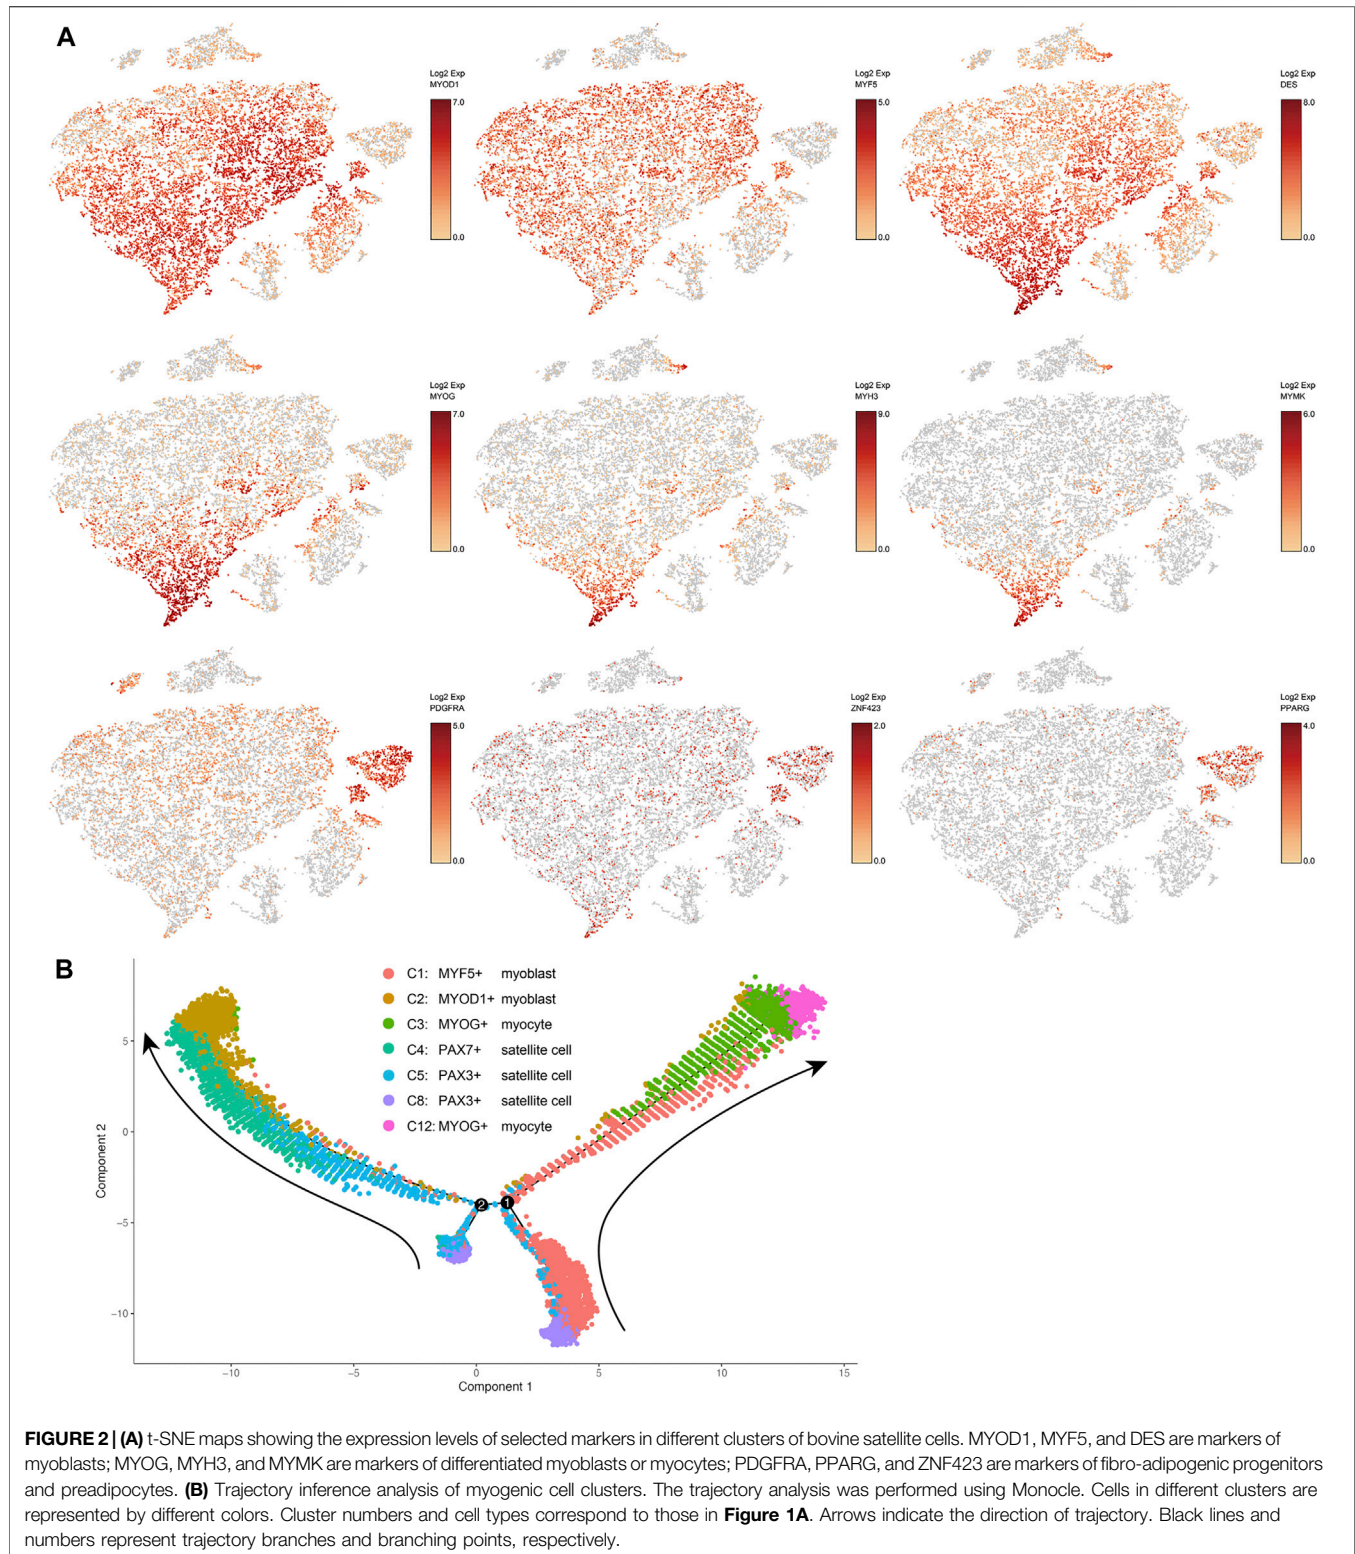 A
Log2 Exp
MYOD1
7.0
0.0
Log2 Exp
MYF5
5.0
0.0
Log2 Exp
DES
8.0
0.0
Log2 Exp
MYOG
7.0
0.0
Log2 Exp
MYH3
9.0
0.0
Log2 Exp
MYMK
6.0
0.0
Log2 Exp
PDGFRA
5.0
0.0
Log2 Exp
ZNF423
2.0
0.0
Log2 Exp
PPARG
4.0
0.0
B
C1: MYF5+ myoblast
C2: MYOD1+ myoblast
C3: MYOG+ myocyte
C4: PAX7+ satellite cell
C5: PAX3+ satellite cell
C8: PAX3+ satellite cell
C12: MYOG+ myocyte
Component 2
5
0
−5
−10
2
1
−10
−5
0
5
10
15
Component 1
FIGURE 2 | (A) t-SNE maps showing the expression levels of selected markers in different clusters of bovine satellite cells. MYOD1, MYF5, and DES are markers of
myoblasts; MYOG, MYH3, and MYMK are markers of differentiated myoblasts or myocytes; PDGFRA, PPARG, and ZNF423 are markers of fibro-adipogenic progenitors
and preadipocytes. (B) Trajectory inference analysis of myogenic cell clusters. The trajectory analysis was performed using Monocle. Cells in different clusters are
represented by different colors. Cluster numbers and cell types correspond to those in Figure 1A. Arrows indicate the direction of trajectory. Black lines and
numbers represent trajectory branches and branching points, respectively.